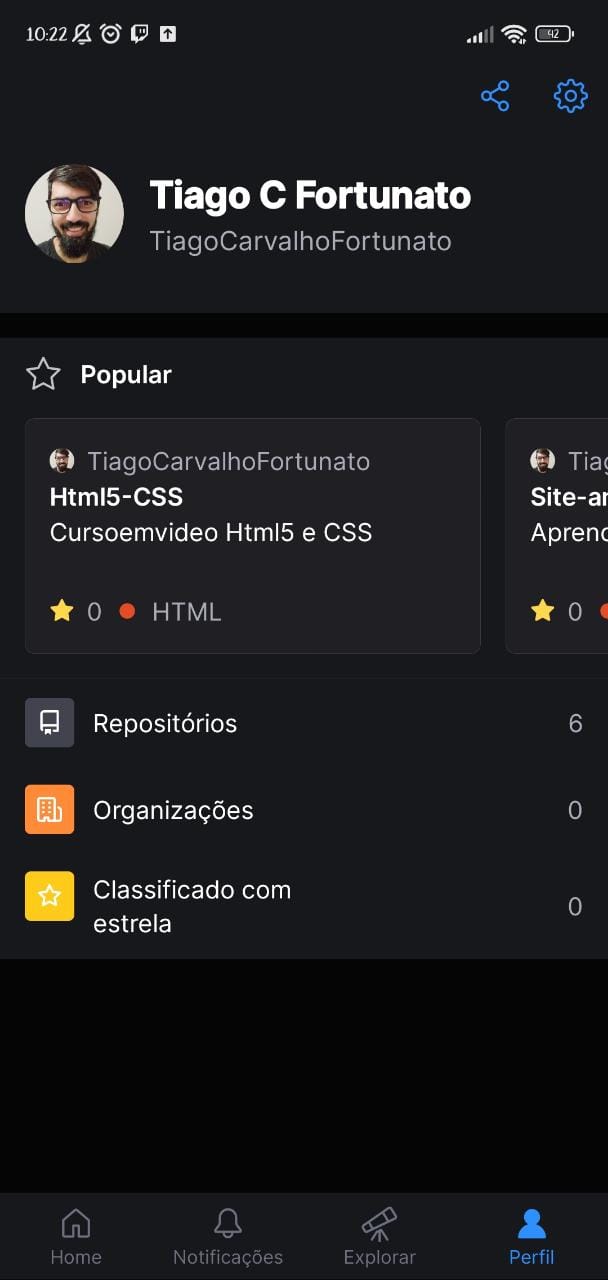 10:22
42
Tiago C Fortunato
TiagoCarvalhoFortunato
Popular
TiagoCarvalhoFortunato
Html5-CSS
Cursoemvideo Html5 e CSS
0 HTML
Tiag
Site-ar
Aprend
0
Repositórios 6
Organizações 0
Classificado com
estrela 0
Home Notificações Explorar Perfil